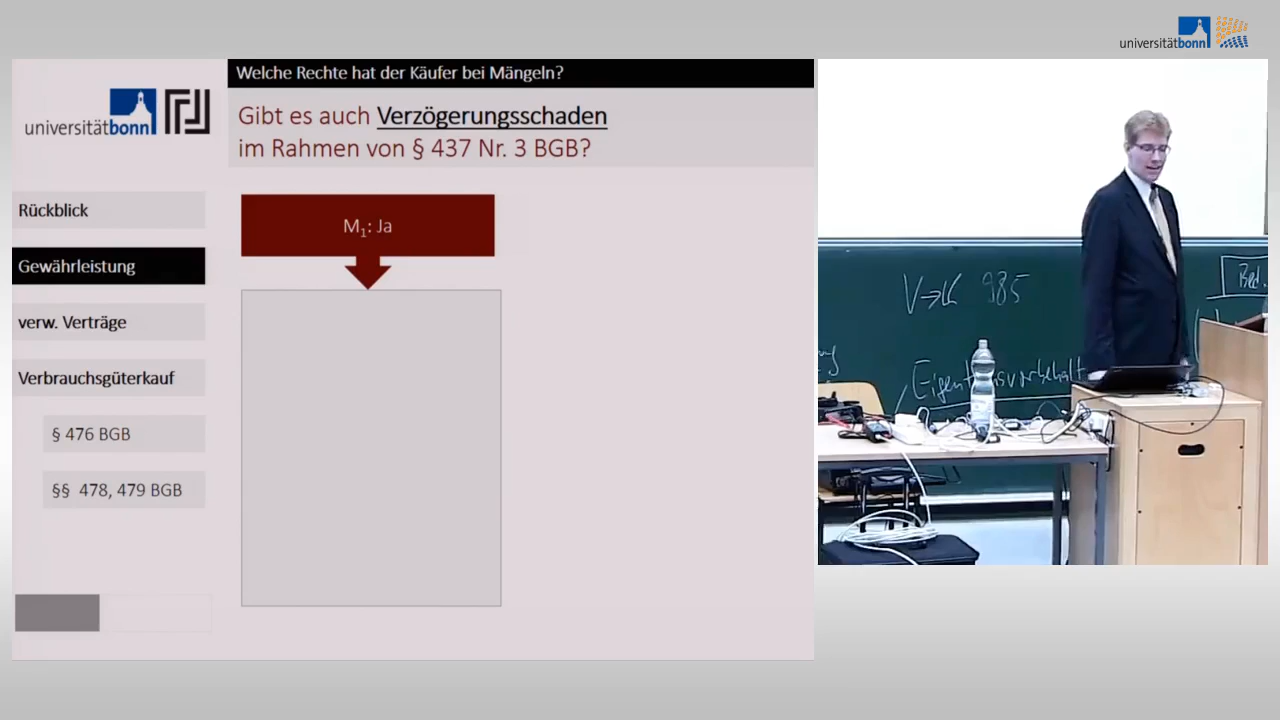 universitätbonn
universitätbonn
Welche Rechte hat der Käufer bei Mängeln?
Gibt es auch Verzögerungsschaden
im Rahmen von § 437 Nr. 3 BGB?
Rückblick
Gewährleistung
verw. Verträge
Verbrauchsgüterkauf
§ 476 BGB
§§ 478, 479 BGB
M₁: Ja
V→K 985
Eigentumsvorbehalt